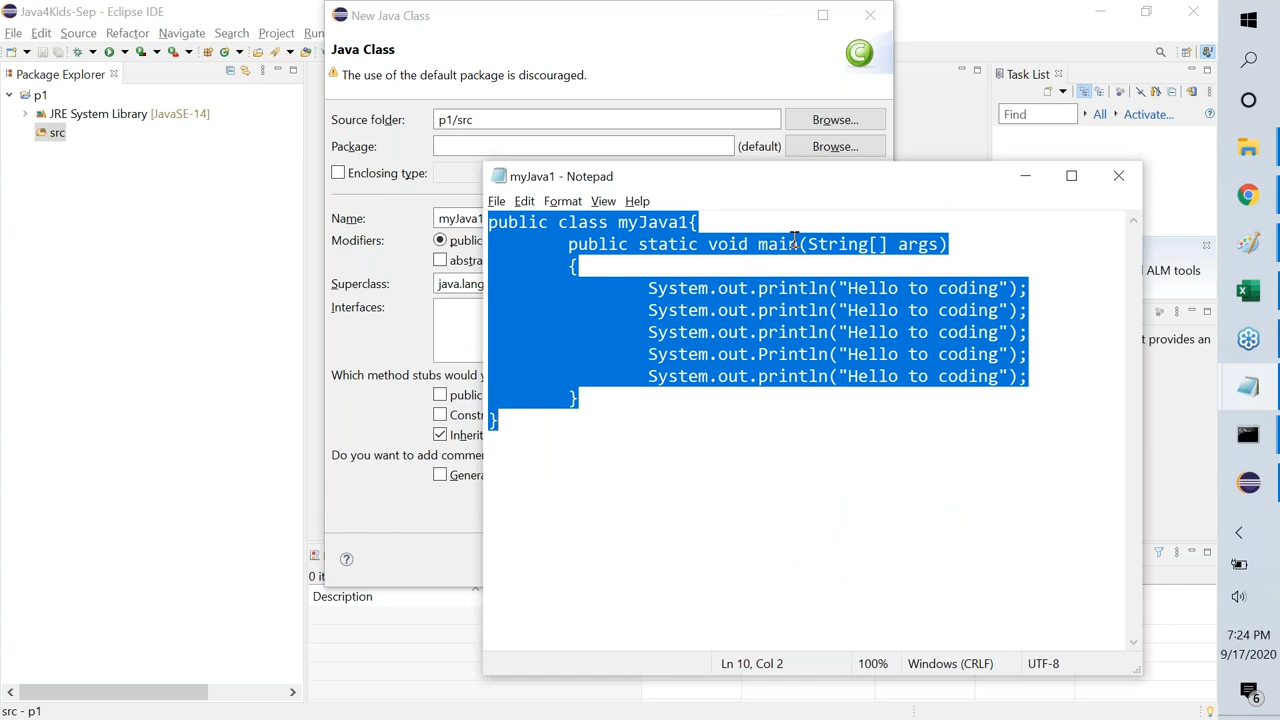 Java4Kids-Sep - Eclipse IDE
File Edit Source Refactor Navigate Search Project
Package Explorer
p1
JRE System Library [JavaSE-14]
src
New Java Class
Java Class
The use of the default package is discouraged.
Source folder: p1/src Browse...
Package: (default) Browse...
Enclosing type:
Name: myJava1
Modifiers: public
Superclass:
Interfaces:
Which method stubs would y
Do you want to add comme
myJava1 - Notepad
File Edit Format View Help
public class myJava1{
public static void main(String[] args)
{
System.out.println("Hello to coding");
System.out.println("Hello to coding");
System.out.println("Hello to coding");
System.out.Println("Hello to coding");
System.out.println("Hello to coding");
}
}
Ln 10, Col 2 100% Windows (CRLF) UTF-8
Task List
Find All Activate...
ALM tools
t provides an
0 it
Description
src - p1
7:24 PM
9/17/2020
6